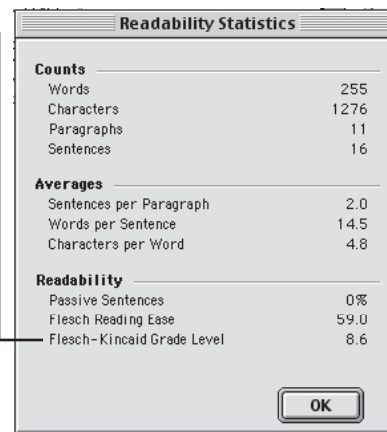 Readability Statistics
Counts
Words 255
Characters 1276
Paragraphs 11
Sentences 16
Averages
Sentences per Paragraph 2.0
Words per Sentence 14.5
Characters per Word 4.8
Readability
Passive Sentences 0%
Flesch Reading Ease 59.0
Flesch-Kincaid Grade Level 8.6
OK